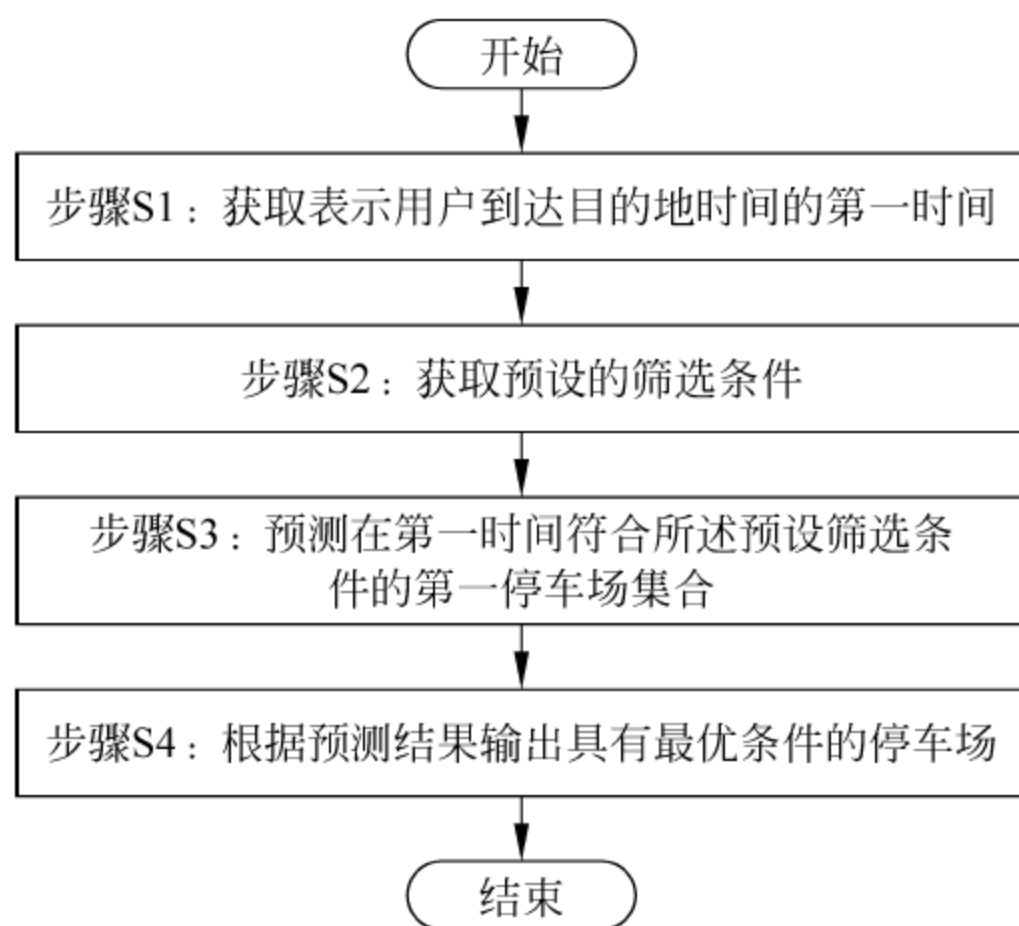 开始
步骤S1：获取表示用户到达目的地时间的第一时间
步骤S2：获取预设的筛选条件
步骤S3：预测在第一时间符合所述预设筛选条
件的第一停车场集合
步骤S4：根据预测结果输出具有最优条件的停车场
结束